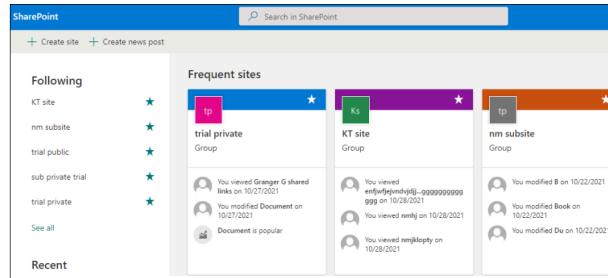 SharePoint
Search in SharePoint
+ Create site + Create news post
Following
KT site
nm subsite
trial public
sub private trial
trial private
See all
Recent
Frequent sites
tp
trial private
Group
You viewed Granger G shared
links on 10/27/2021
You modified Document on
10/27/2021
Document is popular
Ks
KT site
Group
You viewed
ggg on 10/28/2021
You viewed nmhj on 10/28/2021
You viewed nmjklopty on
10/28/2021
tp
nm subsite
Group
You modified B on 10/22/2021
You modified Book on
10/22/2021
You modified Du on 10/22/2021